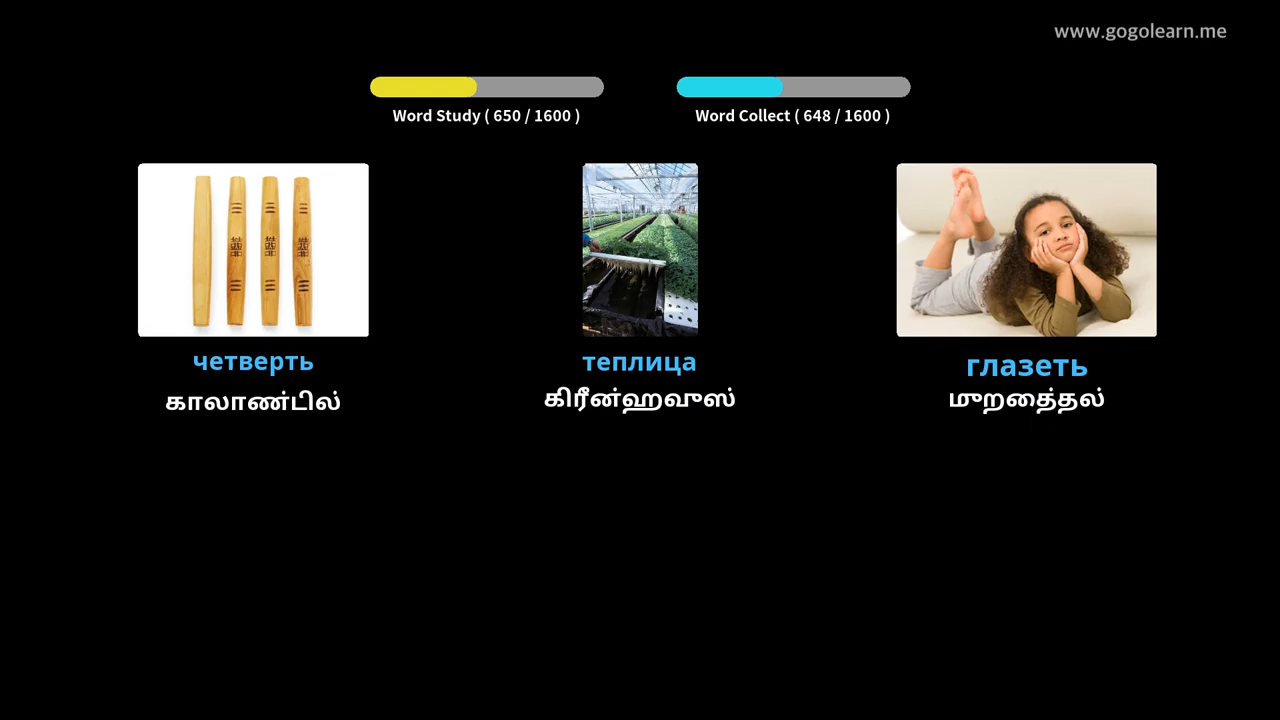 www.gogolearn.me
Word Study ( 650 / 1600 )
Word Collect ( 648 / 1600 )
четверть
теплица
глазеть
காலாண்டில்
கிரீன்ஹவுஸ்
முறைத்தல்